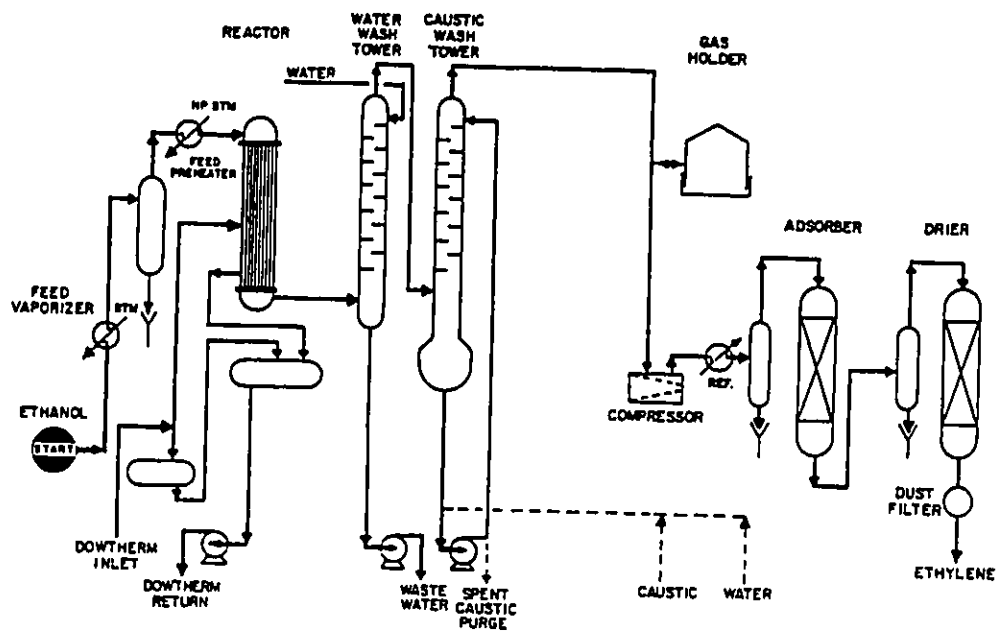 WATER
WASH
TOWER
CAUSTIC
WASH
TOWER
REACTOR
GAS
HOLDER
WATER
HP STM
FEED
PREHEATER
ADSORBER
DRIER
FEED
VAPORIZER
STM
ETHANOL
START
REF.
COMPRESSOR
DUST
FILTER
DOWTHERM
INLET
DOWTHERM
RETURN
WASTE
WATER
SPENT
CAUSTIC
PURGE
CAUSTIC
WATER
ETHYLENE